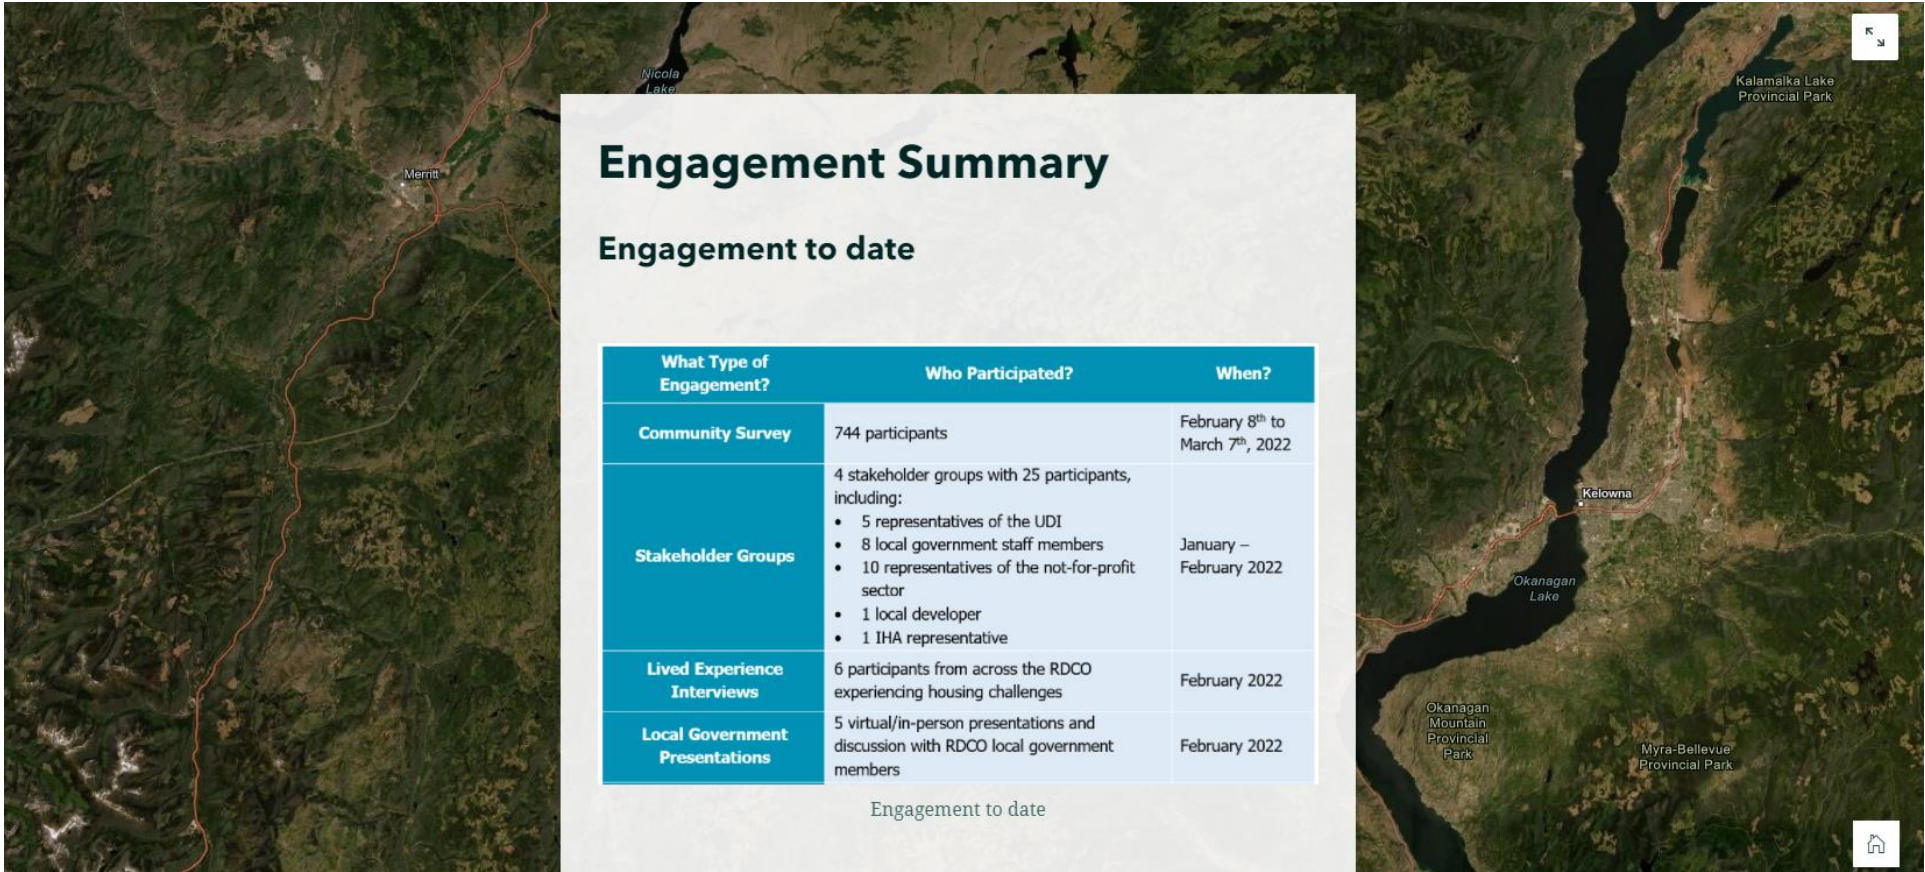 Nicola
Lake
Kalamalka Lake
Provincial Park
Merritt
Engagement Summary
Engagement to date
What Type of
Engagement?
Who Participated?
When?
Community Survey
744 participants
February 8th to
March 7th, 2022
Stakeholder Groups
4 stakeholder groups with 25 participants,
including:
• 5 representatives of the UDI
• 8 local government staff members
• 10 representatives of the not-for-profit
sector
• 1 local developer
• 1 IHA representative
January –
February 2022
Lived Experience
Interviews
6 participants from across the RDCO
experiencing housing challenges
February 2022
Local Government
Presentations
5 virtual/in-person presentations and
discussion with RDCO local government
members
February 2022
Engagement to date
Kelowna
Okanagan
Lake
Okanagan
Mountain
Provincial
Park
Myra-Bellevue
Provincial Park